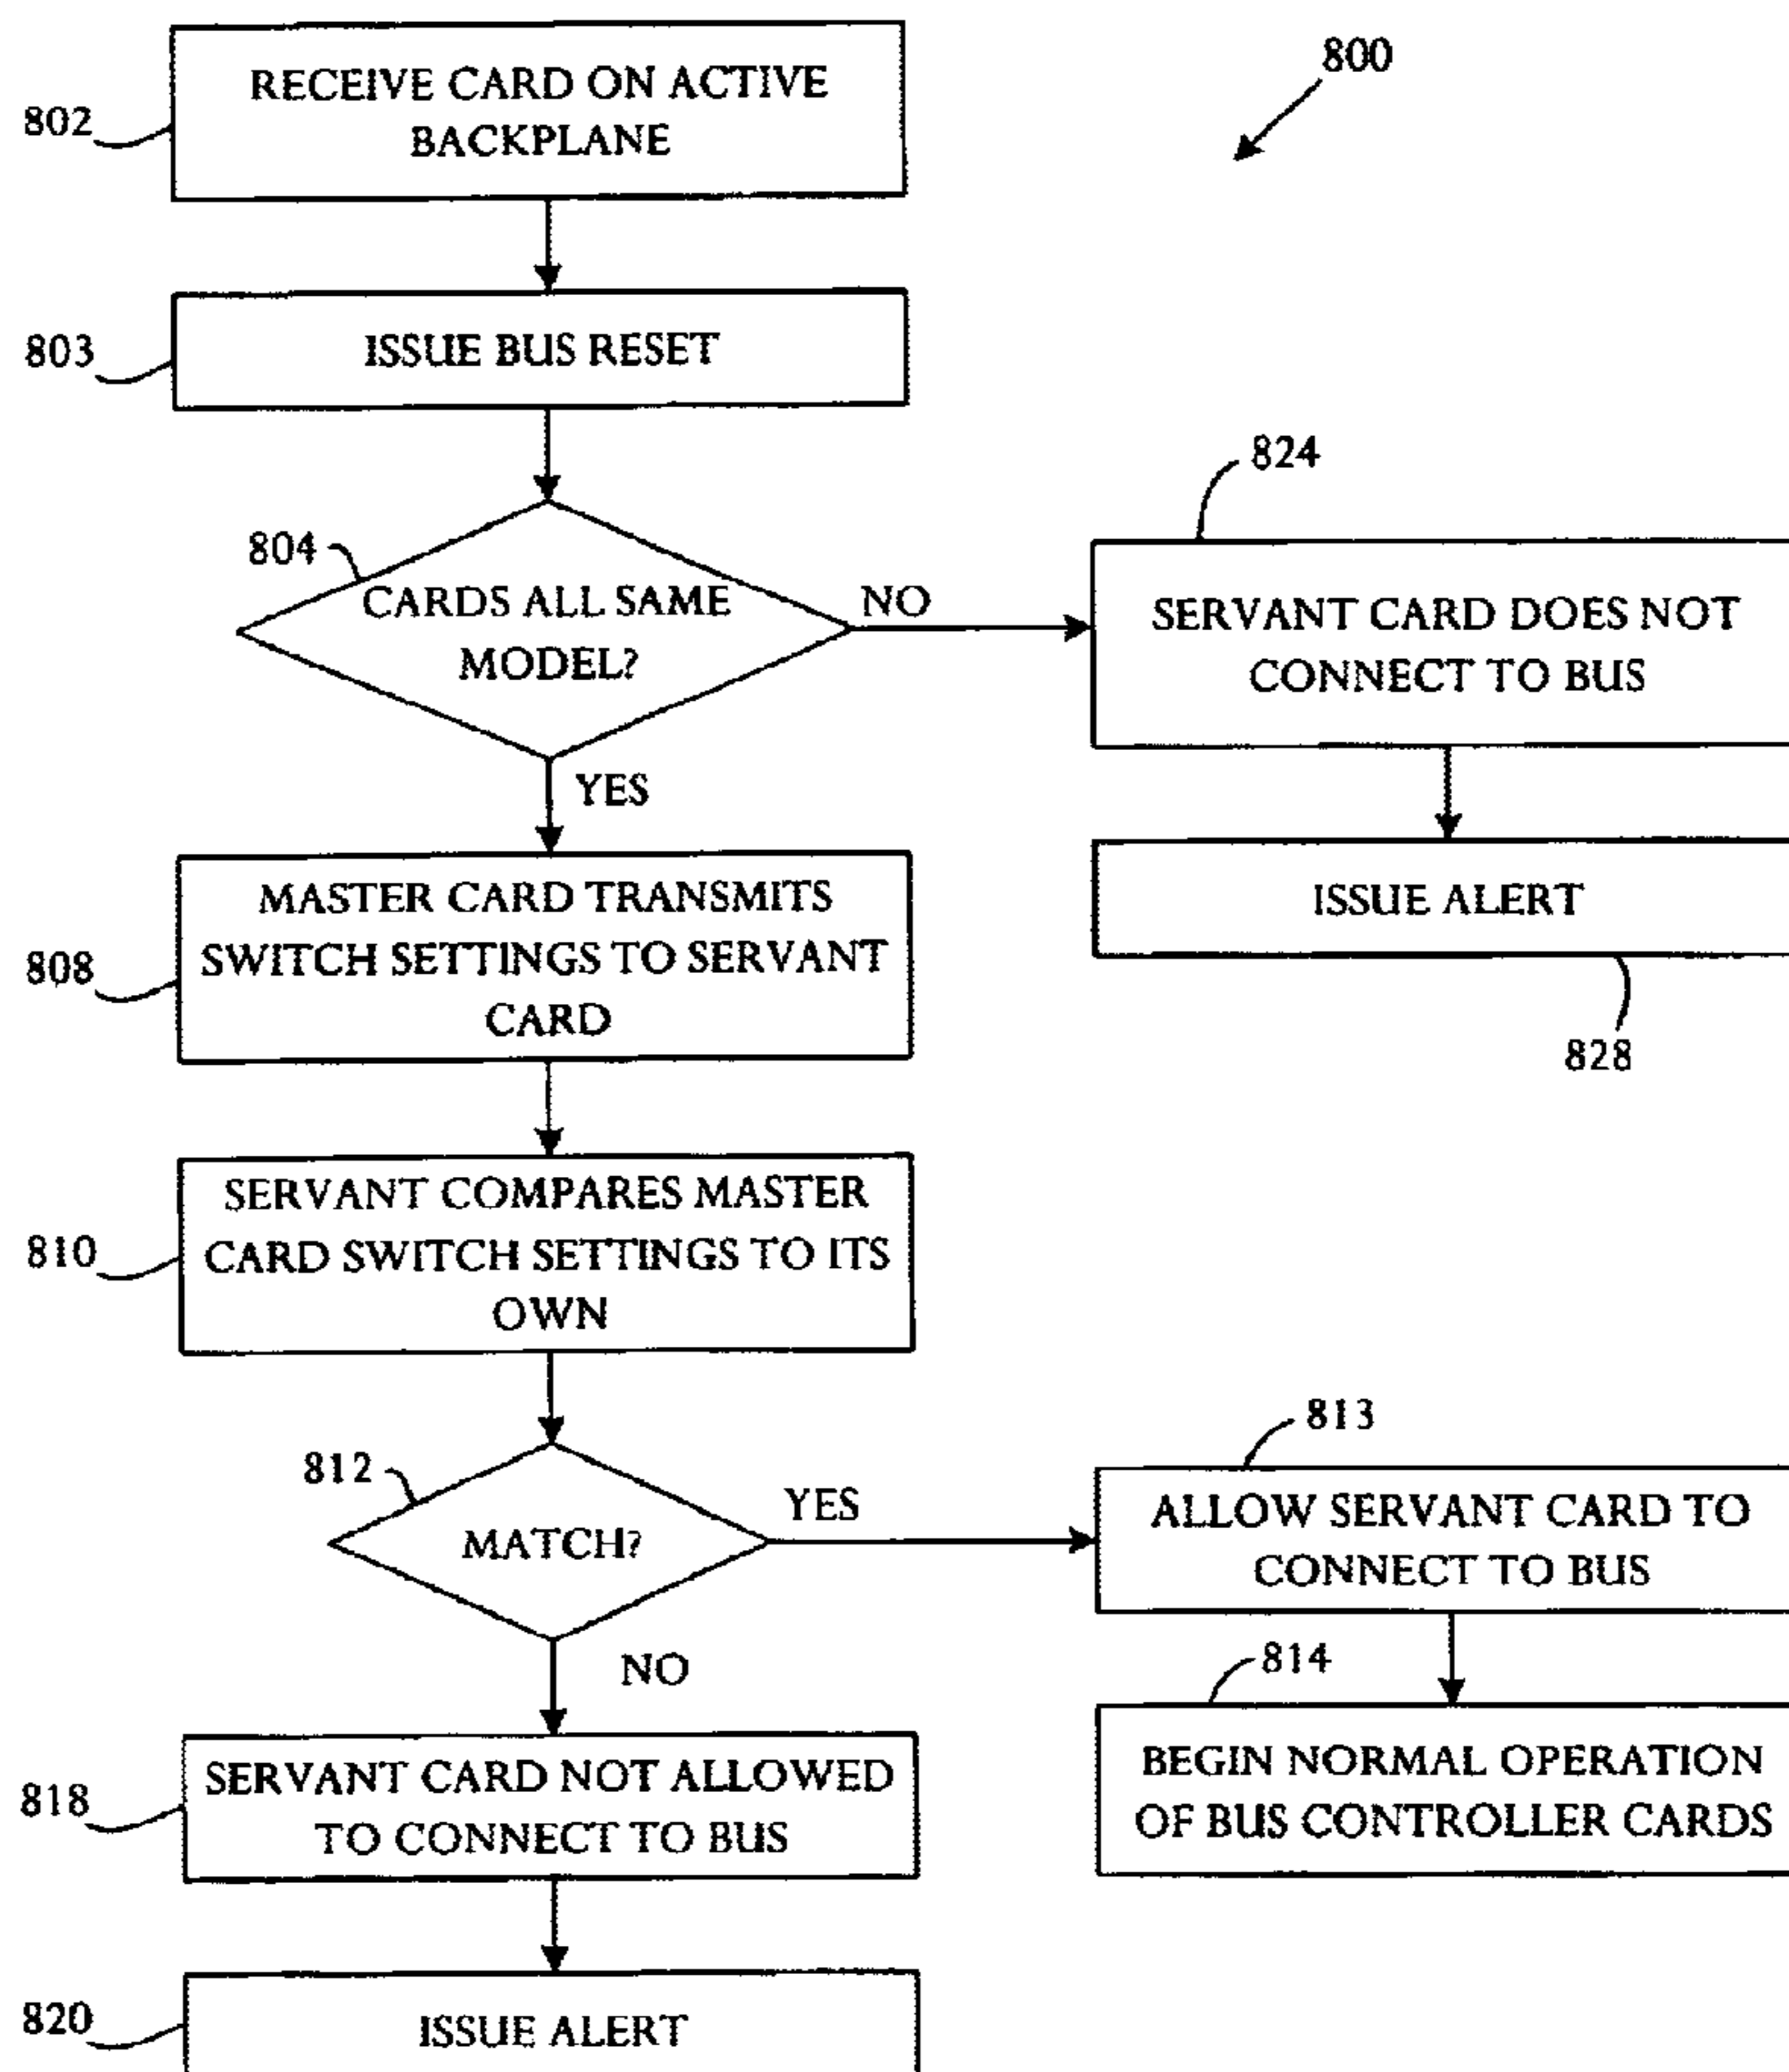 800
802
RECEIVE CARD ON ACTIVE
BACKPLANE
803
ISSUE BUS RESET
804
CARDS ALL SAME
MODEL?
NO
824
SERVANT CARD DOES NOT
CONNECT TO BUS
YES
ISSUE ALERT
828
808
MASTER CARD TRANSMITS
SWITCH SETTINGS TO SERVANT
CARD
810
SERVANT COMPARES MASTER
CARD SWITCH SETTINGS TO ITS
OWN
812
MATCH?
YES
813
ALLOW SERVANT CARD TO
CONNECT TO BUS
814
BEGIN NORMAL OPERATION
OF BUS CONTROLLER CARDS
NO
818
SERVANT CARD NOT ALLOWED
TO CONNECT TO BUS
820
ISSUE ALERT